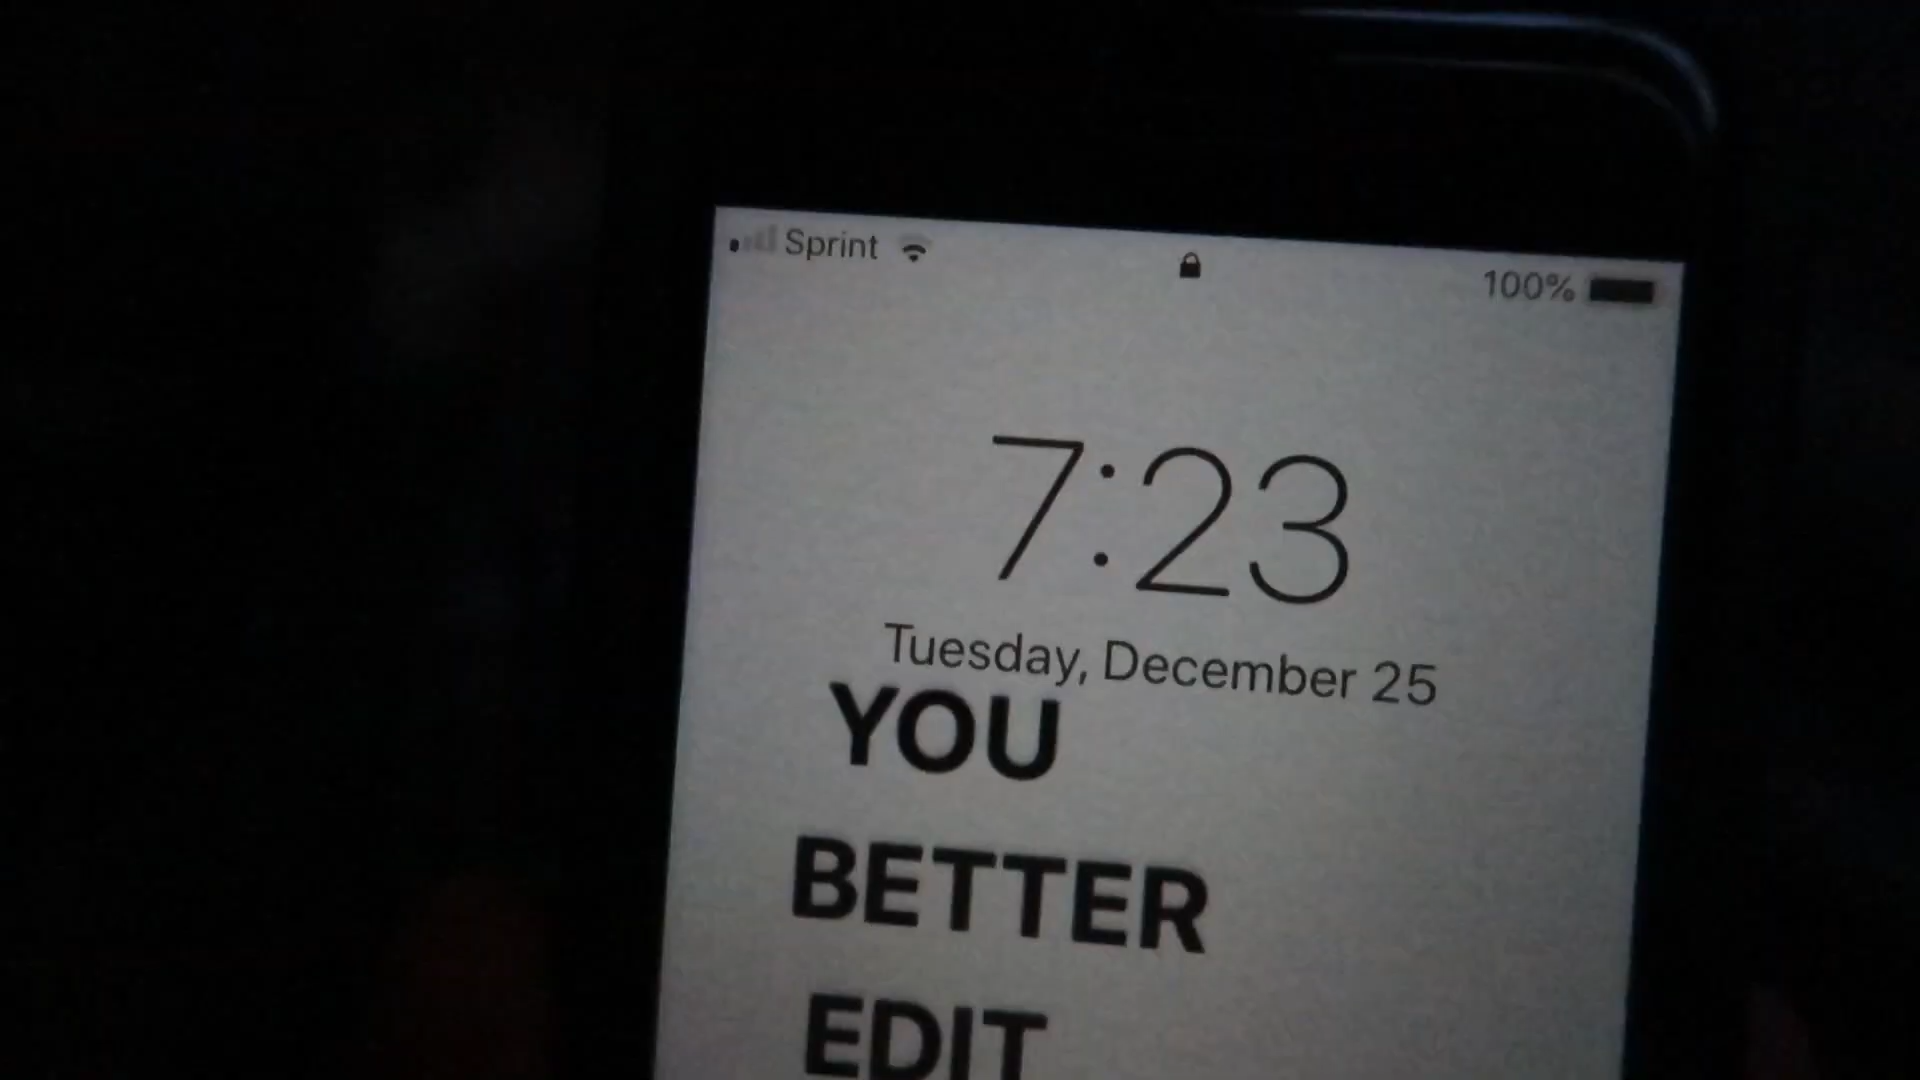 Sprint 100%
7:23
Tuesday, December 25
YOU
BETTER
EDIT